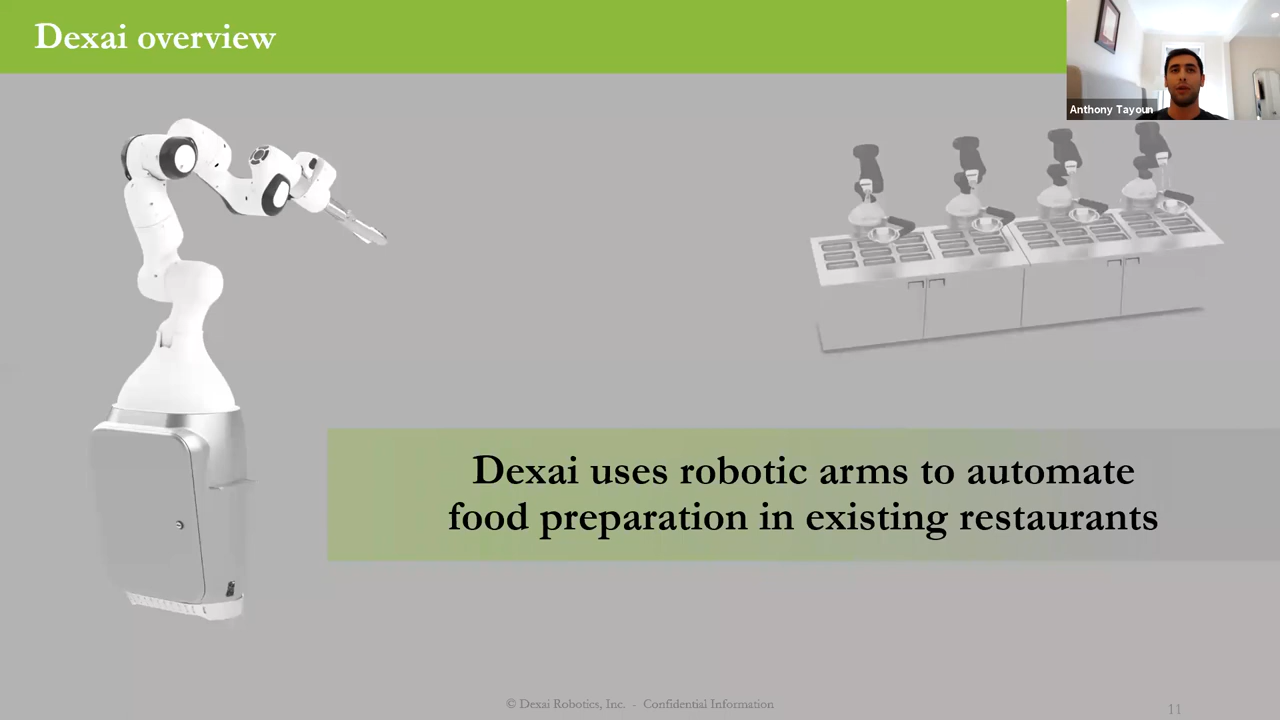 Dexai overview
Anthony Tayoun
Dexai uses robotic arms to automate
food preparation in existing restaurants
© Dexai Robotics, Inc. - Confidential Information
11